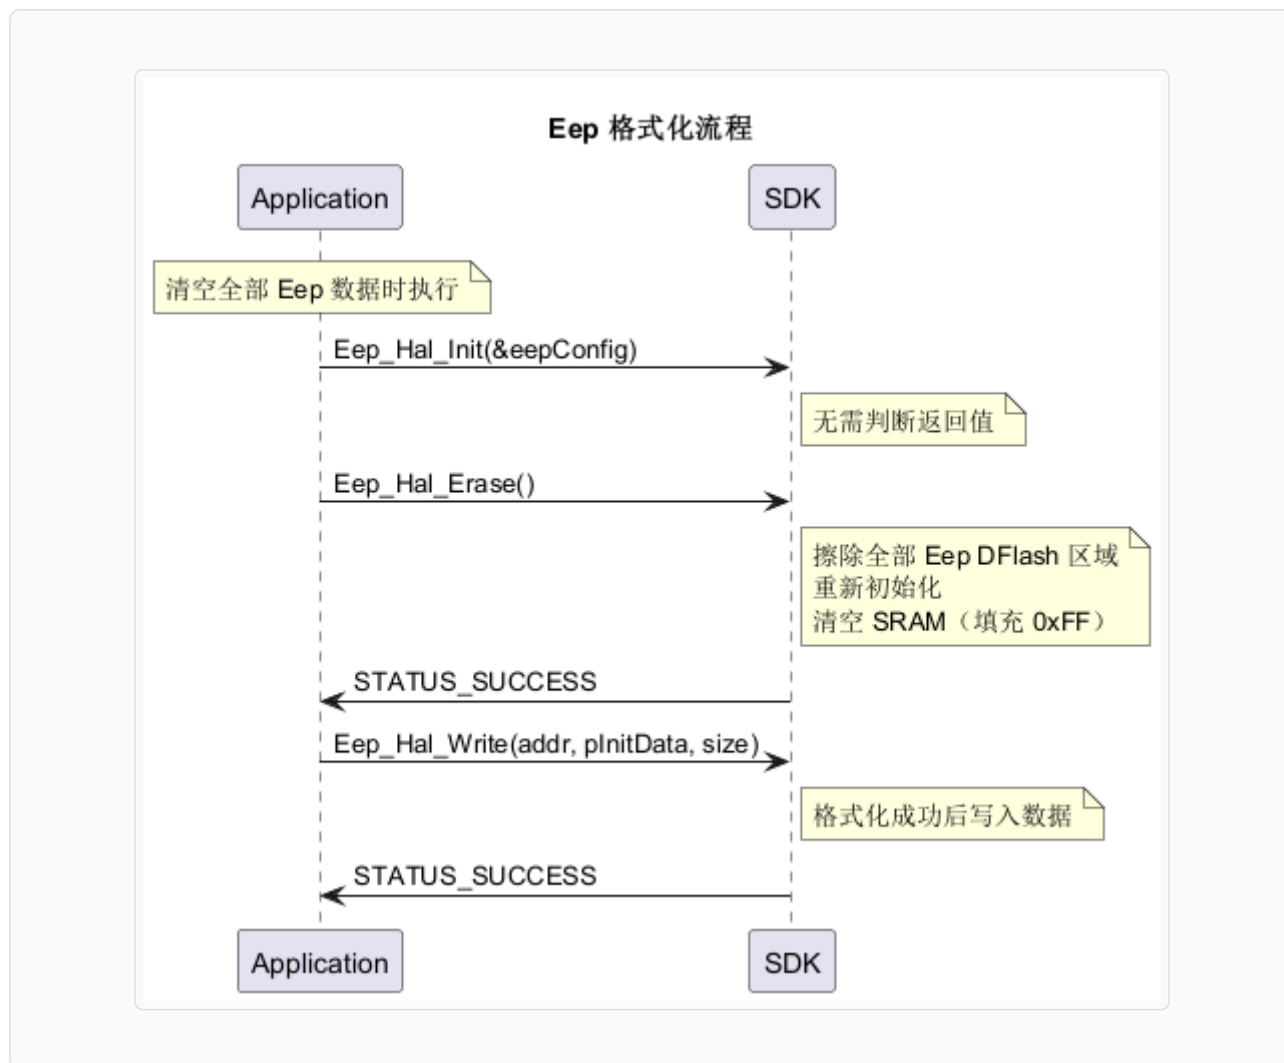 Eep 格式化流程
Application
SDK
清空全部 Eep 数据时执行
Eep_Hal_Init(&eepConfig)
无需判断返回值
Eep_Hal_Erase()
擦除全部 Eep DFlash 区域
重新初始化
清空 SRAM（填充 0xFF）
STATUS_SUCCESS
Eep_Hal_Write(addr, pInitData, size)
格式化成功后写入数据
STATUS_SUCCESS
Application
SDK